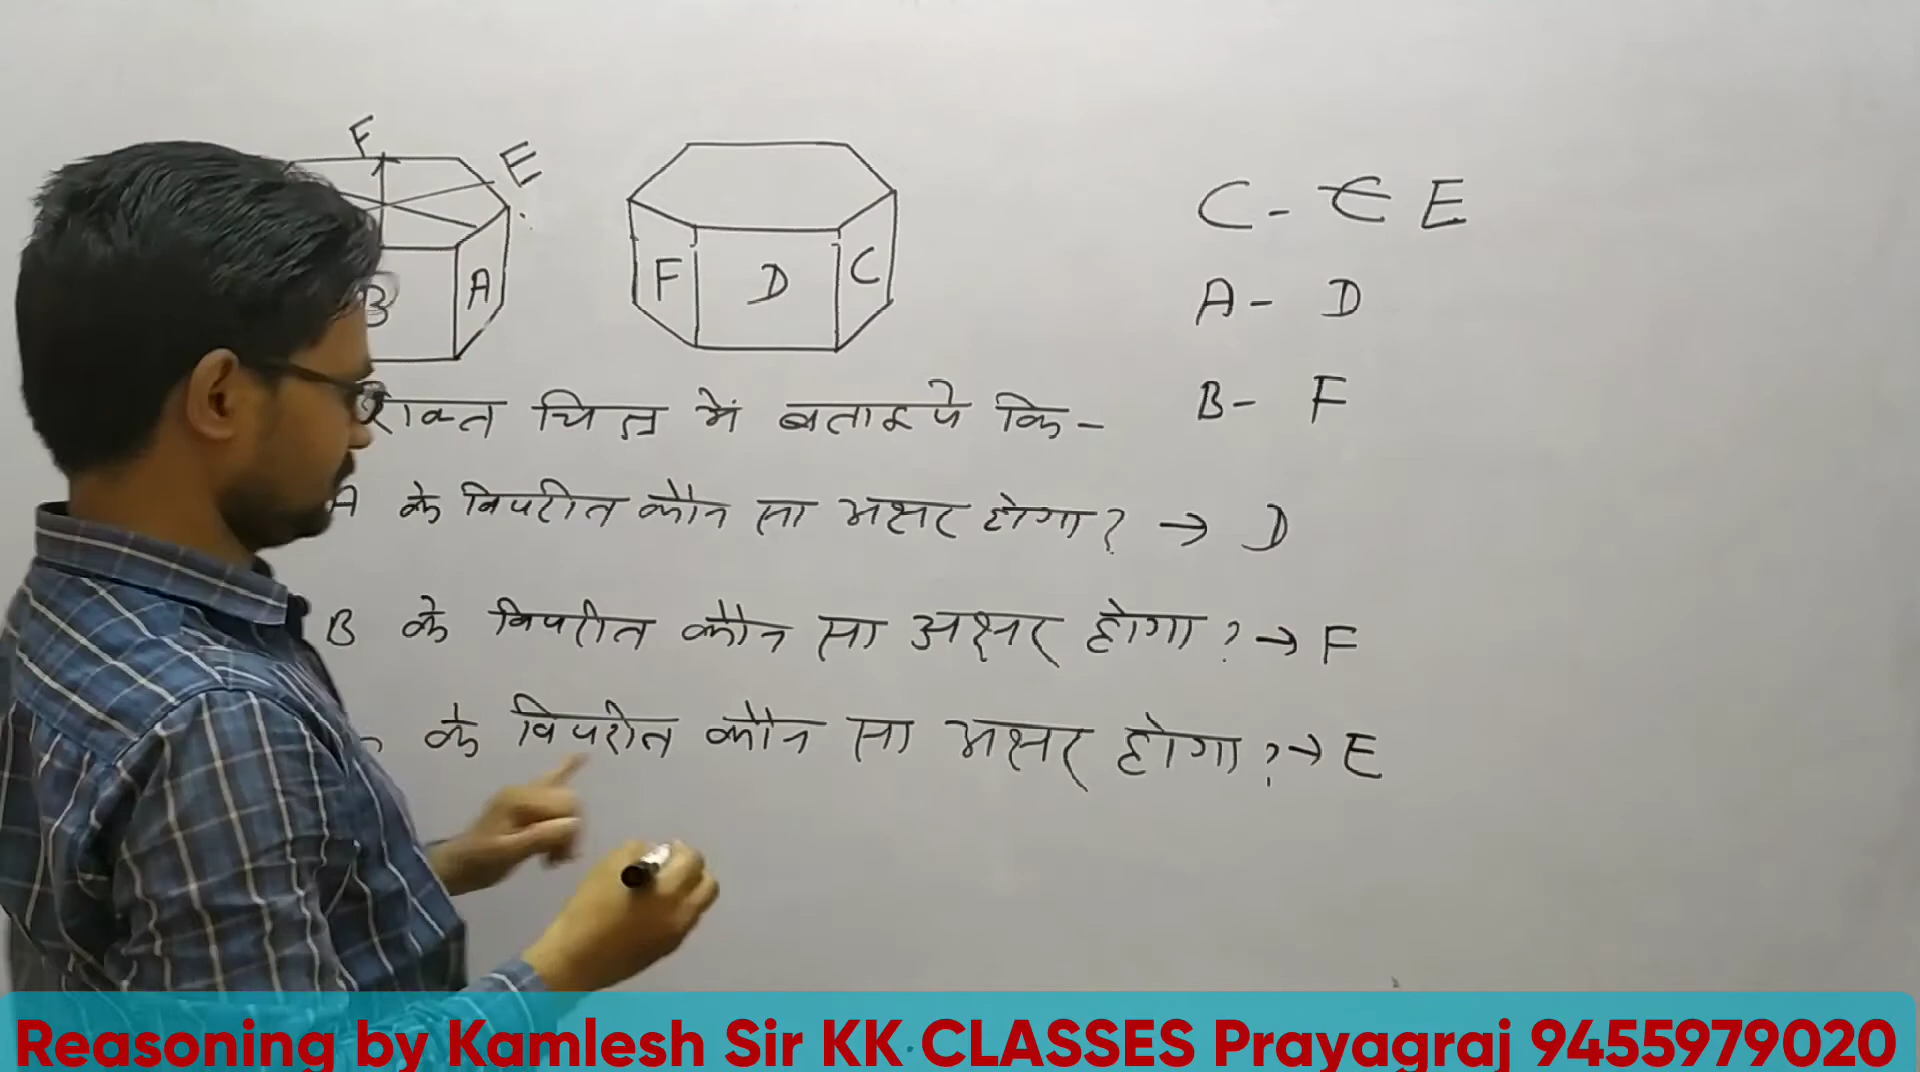 F
E
B A
F D C
C - E E
A - D
B - F
चित्र में बताइये कि -
A के विपरीत कौन सा अक्षर होगा? → D
B के विपरीत कौन सा अक्षर होगा? → F
के विपरीत कौन सा अक्षर होगा? → E
Reasoning by Kamlesh Sir KK CLASSES Prayagraj 9455979020